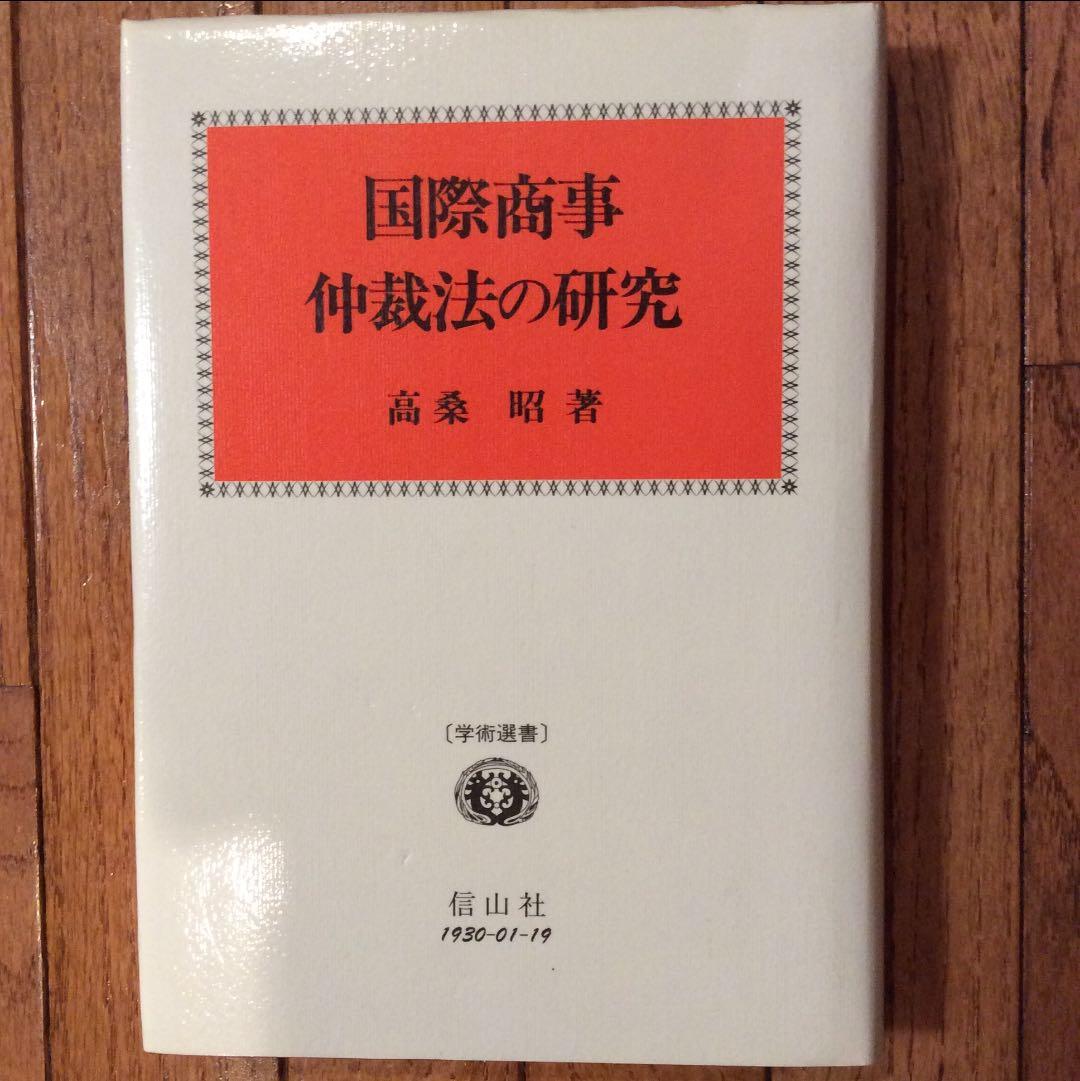 国際商事
仲裁法の研究
高桑 昭 著
〔学術選書〕
信山社
1930-01-19